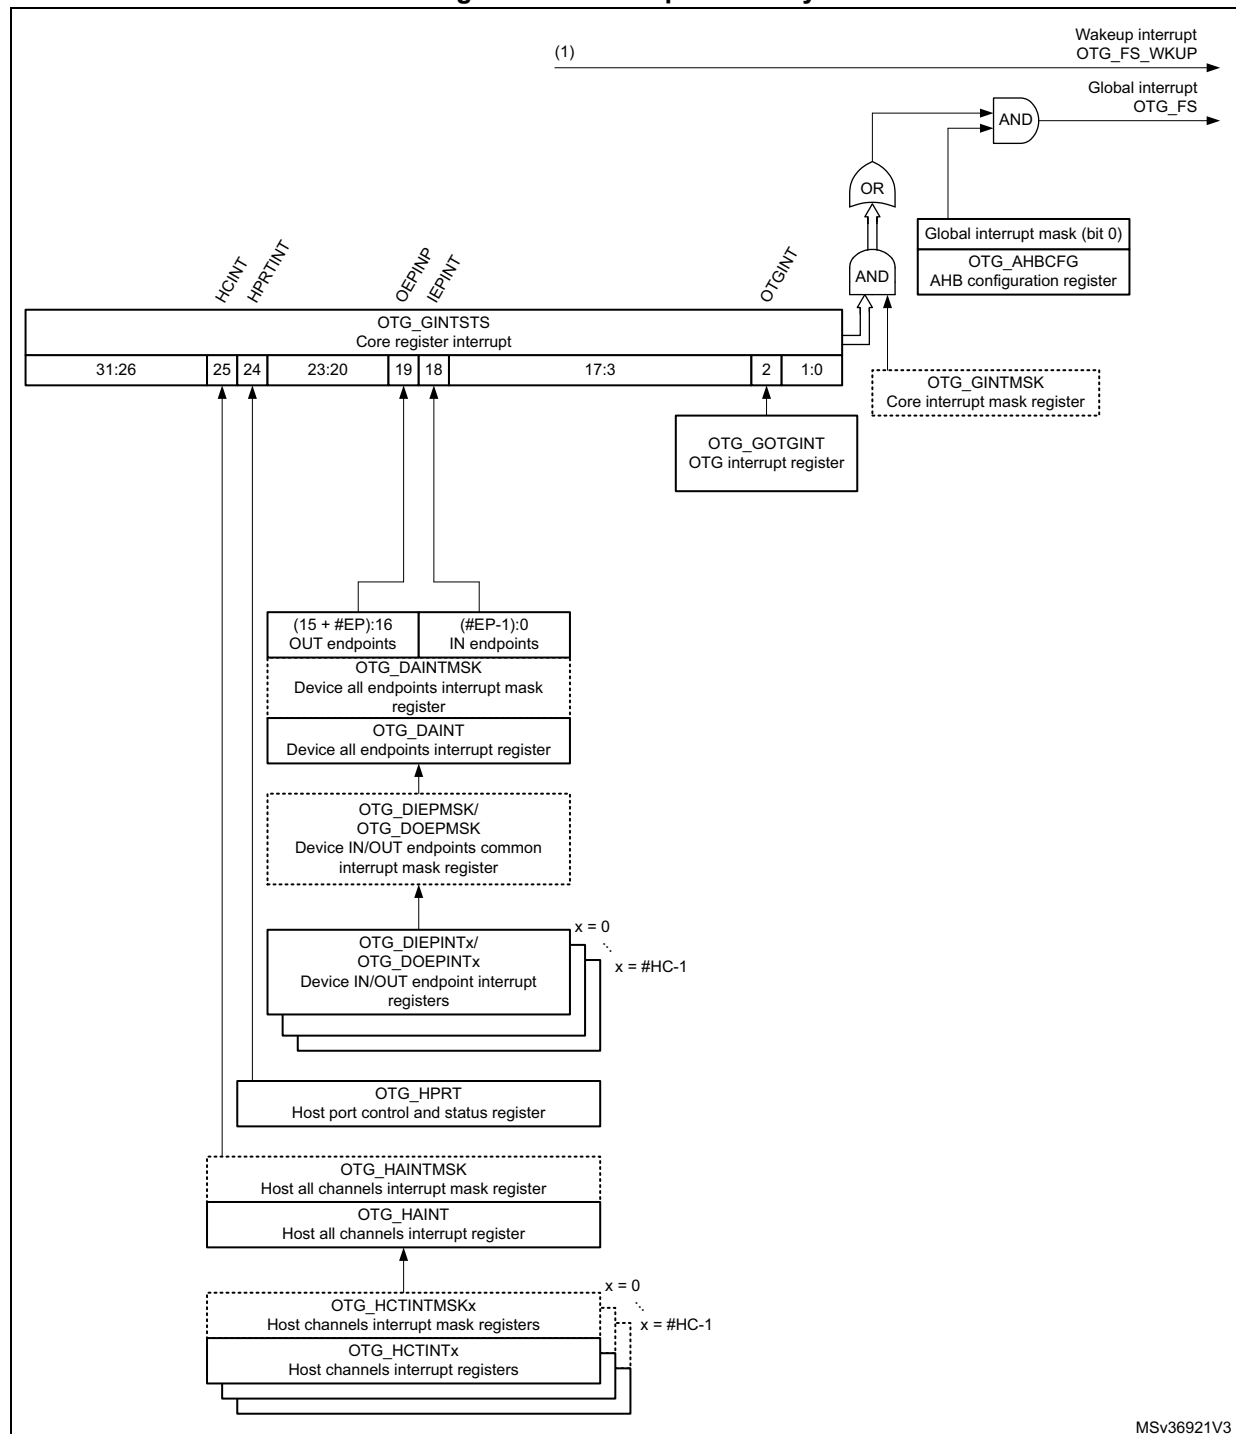 (1)
Wakeup interrupt
OTG_FS_WKUP
Global interrupt
OTG_FS
AND
OR
Global interrupt mask (bit 0)
OTG_AHBCFG
AHB configuration register
AND
HCINT
HPRTINT
OEPINP
IEPINT
OTGINT
OTG_GINTSTS
Core register interrupt
31:26 25 24 23:20 19 18 17:3 2 1:0
OTG_GINTMSK
Core interrupt mask register
OTG_GOTGINT
OTG interrupt register
(15 + #EP):16
OUT endpoints
(#EP-1):0
IN endpoints
OTG_DAINTMSK
Device all endpoints interrupt mask
register
OTG_DAINT
Device all endpoints interrupt register
OTG_DIEPMSK/
OTG_DOEPMSK
Device IN/OUT endpoints common
interrupt mask register
x = 0
x = #HC-1
OTG_DIEPINTx/
OTG_DOEPINTx
Device IN/OUT endpoint interrupt
registers
OTG_HPRT
Host port control and status register
OTG_HAINTMSK
Host all channels interrupt mask register
OTG_HAINT
Host all channels interrupt register
x = 0
x = #HC-1
OTG_HCTINTMSKx
Host channels interrupt mask registers
OTG_HCTINTx
Host channels interrupt registers
MSv36921V3